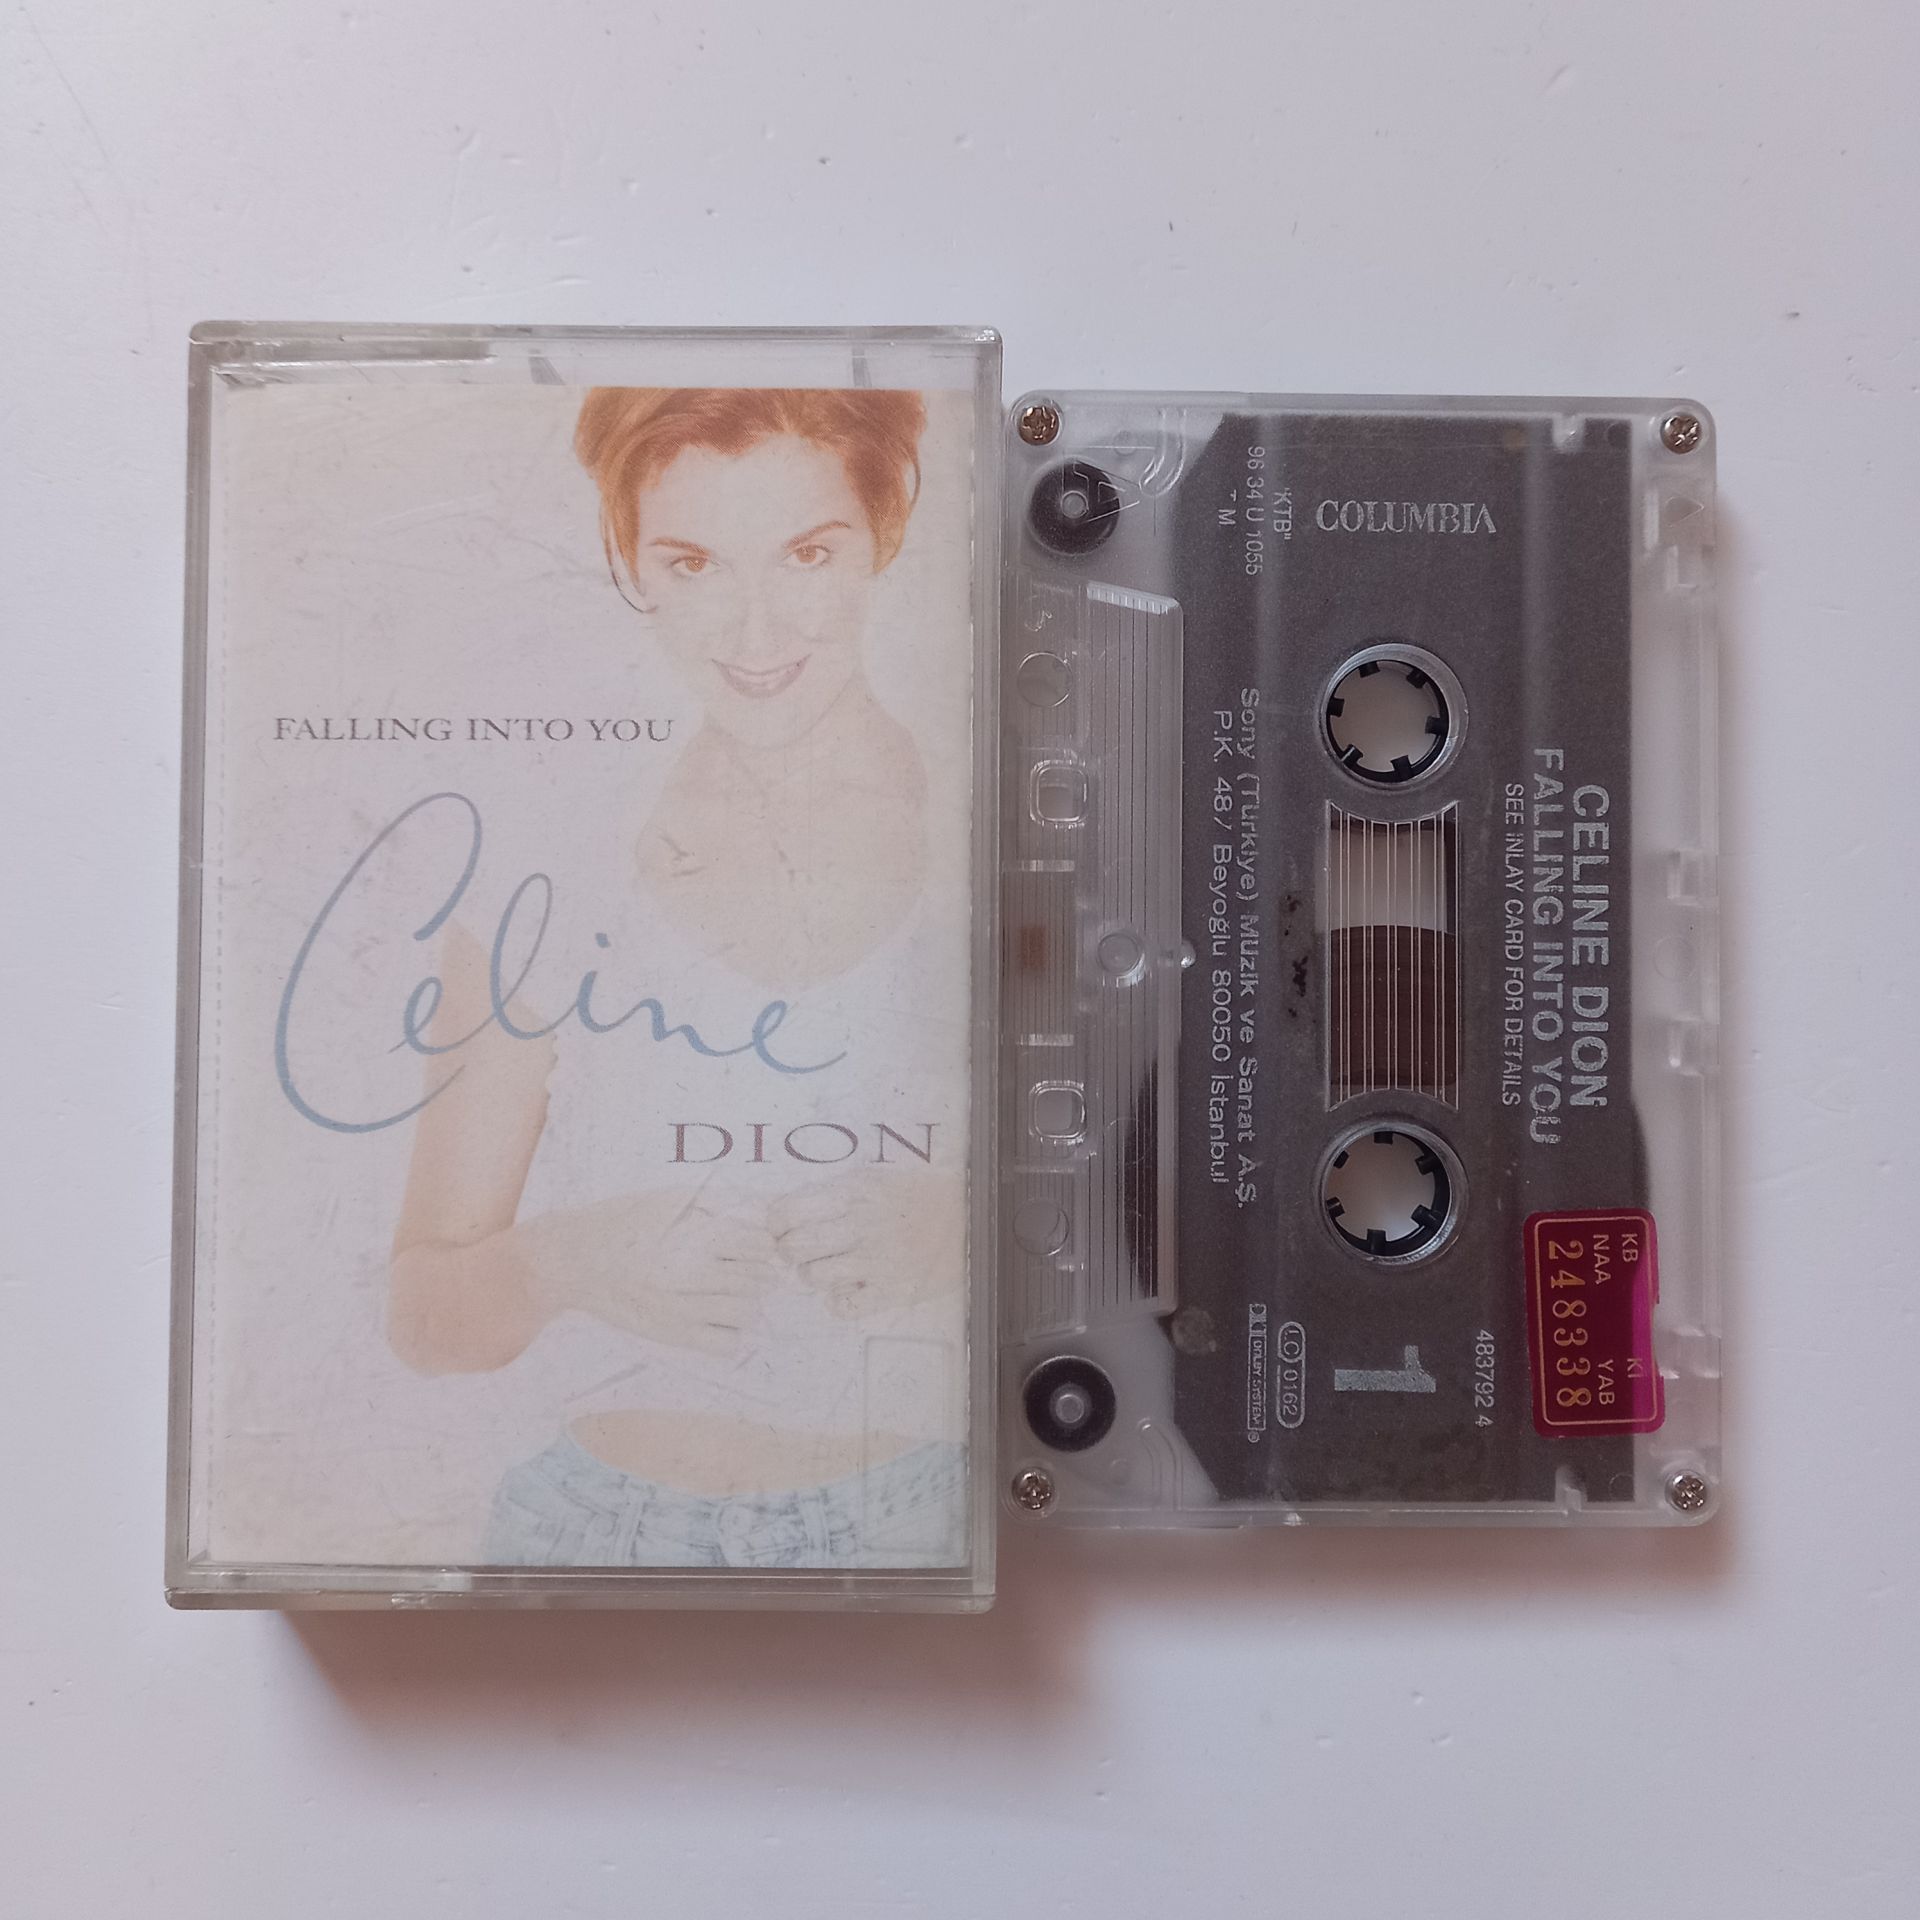 FALLING INTO YOU
Celine
DION
COLUMBIA
"KTB"
96 34 U 1055
T M
CELINE DION
FALLING INTO YOU
SEE INLAY CARD FOR DETAILS
Sony (Türkiye) Müzik ve Sanat A.Ş.
P.K. 487 Beyoğlu 80050 İstanbul
483792 4
1
LC 0162
DOLBY SYSTEM®
KB KI
NAA YAB
248338